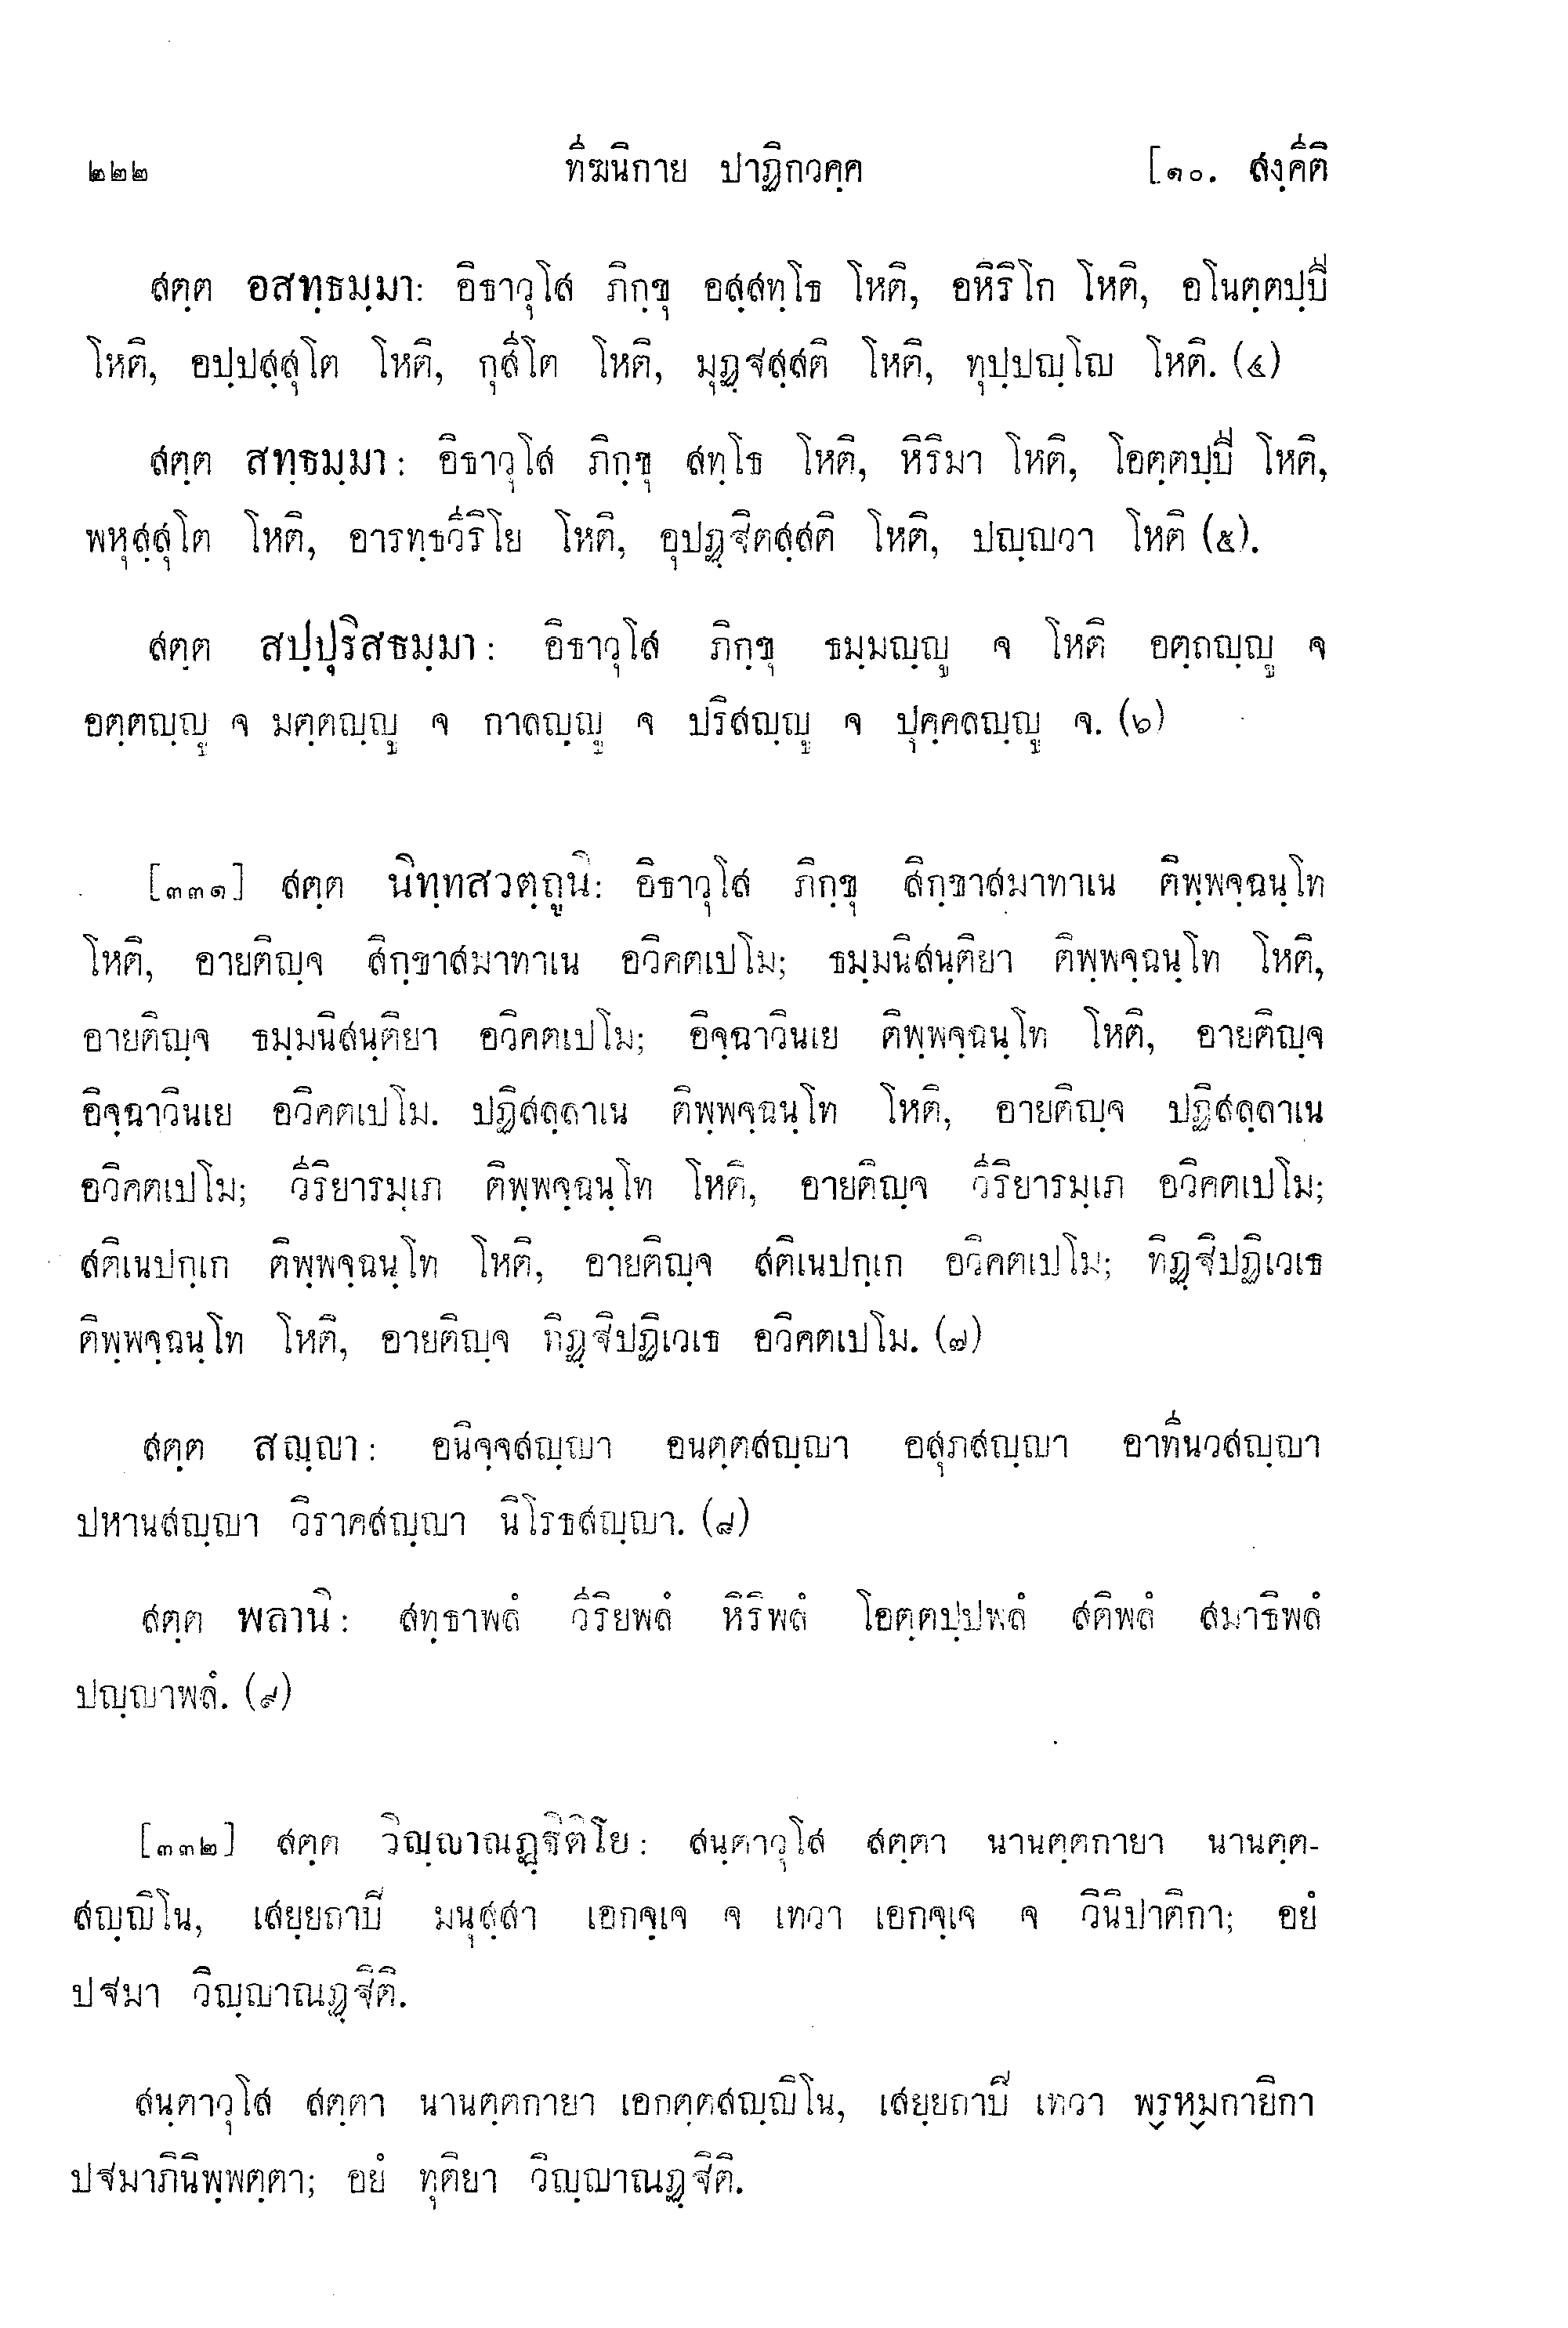 ๒๒๒ ทีฆนิกาย ปาฏิกวคฺค [๑๐. สงฺคีติ
สตฺต อสทฺธมฺมา: อิธาวุโส ภิกฺขุ อสฺสทฺโธ โหติ, อหิริโก โหติ, อโนตฺตปฺปี
โหติ, อปฺปสฺสุโต โหติ, กุสีโต โหติ, มุฏฺฐสฺสติ โหติ, ทุปฺปญฺโญ โหติ. (๔)
สตฺต สทฺธมฺมา: อิธาวุโส ภิกฺขุ สทฺโธ โหติ, หิริมา โหติ, โอตฺตปฺปี โหติ,
พหุสฺสุโต โหติ, อารทฺธวีริโย โหติ, อุปฏฺฐิตสฺสติ โหติ, ปญฺญวา โหติ (๕).
สตฺต สปฺปุริสธมฺมา: อิธาวุโส ภิกฺขุ ธมฺมญฺญู จ โหติ อตฺถญฺญู จ
อตฺตญฺญู จ มตฺตญฺญู จ กาลญฺญู จ ปริสญฺญู จ ปุคฺคลญฺญู จ. (๖)
[๓๓๑] สตฺต นิทฺทสวตฺถูนิ: อิธาวุโส ภิกฺขุ สิกฺขาสมาทาเน ติพฺพจฺฉนฺโท
โหติ, อายติญฺจ สิกฺขาสมาทาเน อวิคตเปโม; ธมฺมนิสนฺติยา ติพฺพจฺฉนฺโท โหติ,
อายติญฺจ ธมฺมนิสนฺติยา อวิคตเปโม; อิจฺฉาวินเย ติพฺพจฺฉนฺโท โหติ, อายติญฺจ
อิจฺฉาวินเย อวิคตเปโม. ปฏิสลฺลาเน ติพฺพจฺฉนฺโท โหติ, อายติญฺจ ปฏิสลฺลาเน
อวิคตเปโม; วีริยารมฺเภ ติพฺพจฺฉนฺโท โหติ, อายติญฺจ วีริยารมฺเภ อวิคตเปโม;
สติเนปกฺเก ติพฺพจฺฉนฺโท โหติ, อายติญฺจ สติเนปกฺเก อวิคตเปโม; ทิฏฺฐิปฏิเวเธ
ติพฺพจฺฉนฺโท โหติ, อายติญฺจ ทิฏฺฐิปฏิเวเธ อวิคตเปโม. (๗)
สตฺต สญฺญา: อนิจฺจสญฺญา อนตฺตสญฺญา อสุภสญฺญา อาทีนวสญฺญา
ปหานสญฺญา วิราคสญฺญา นิโรธสญฺญา. (๘)
สตฺต พลานิ: สทฺธาพลํ วีริยพลํ หิริพลํ โอตฺตปฺปพลํ สติพลํ สมาธิพลํ
ปญฺญาพลํ. (๙)
[๓๓๒] สตฺต วิญฺญาณฏฺฐิติโย: สนฺตาวุโส สตฺตา นานตฺตกายา นานตฺต-
สญฺญิโน, เสยฺยถาปิ มนุสฺสา เอกจฺเจ จ เทวา เอกจฺเจ จ วินิปาติกา; อยํ
ปฐมา วิญฺญาณฏฺฐิติ.
สนฺตาวุโส สตฺตา นานตฺตกายา เอกตฺตสญฺญิโน, เสยฺยถาปิ เทวา พฺรหฺมกายิกา
ปฐมาภินิพฺพตฺตา; อยํ ทุติยา วิญฺญาณฏฺฐิติ.